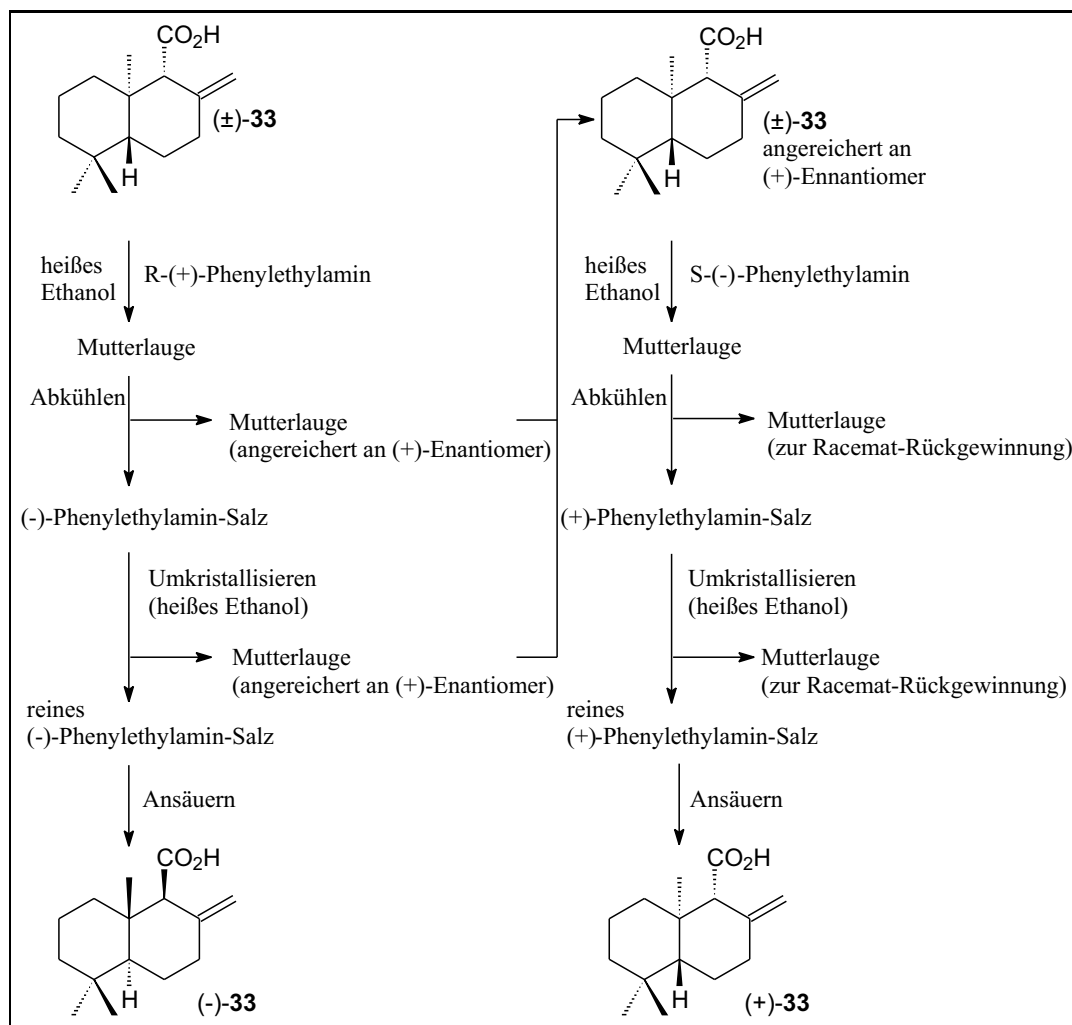 CO2H
(±)-33
H
heißes
Ethanol
R-(+)-Phenylethylamin
Mutterlauge
Abkühlen
Mutterlauge
(angereichert an (+)-Enantiomer)
(-)-Phenylethylamin-Salz
Umkristallisieren
(heißes Ethanol)
Mutterlauge
(angereichert an (+)-Enantiomer)
reines
(-)-Phenylethylamin-Salz
Ansäuern
CO2H
H
(-)-33
CO2H
(±)-33
angereichert an
(+)-Ennantiomer
H
heißes
Ethanol
S-(-)-Phenylethylamin
Mutterlauge
Abkühlen
Mutterlauge
(zur Racemat-Rückgewinnung)
(+)-Phenylethylamin-Salz
Umkristallisieren
(heißes Ethanol)
Mutterlauge
(zur Racemat-Rückgewinnung)
reines
(+)-Phenylethylamin-Salz
Ansäuern
CO2H
H
(+)-33